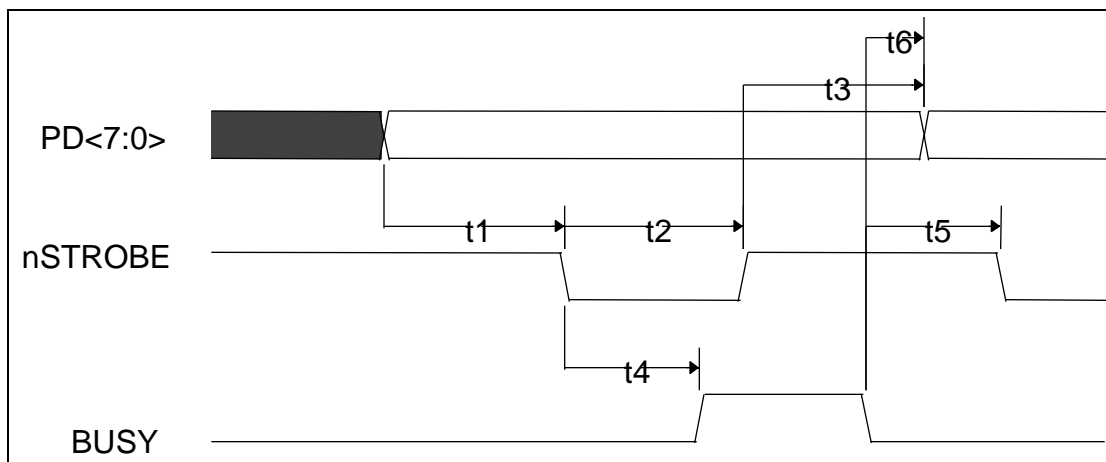 t6
t3
PD<7:0>
t1 t2 t5
nSTROBE
t4
BUSY